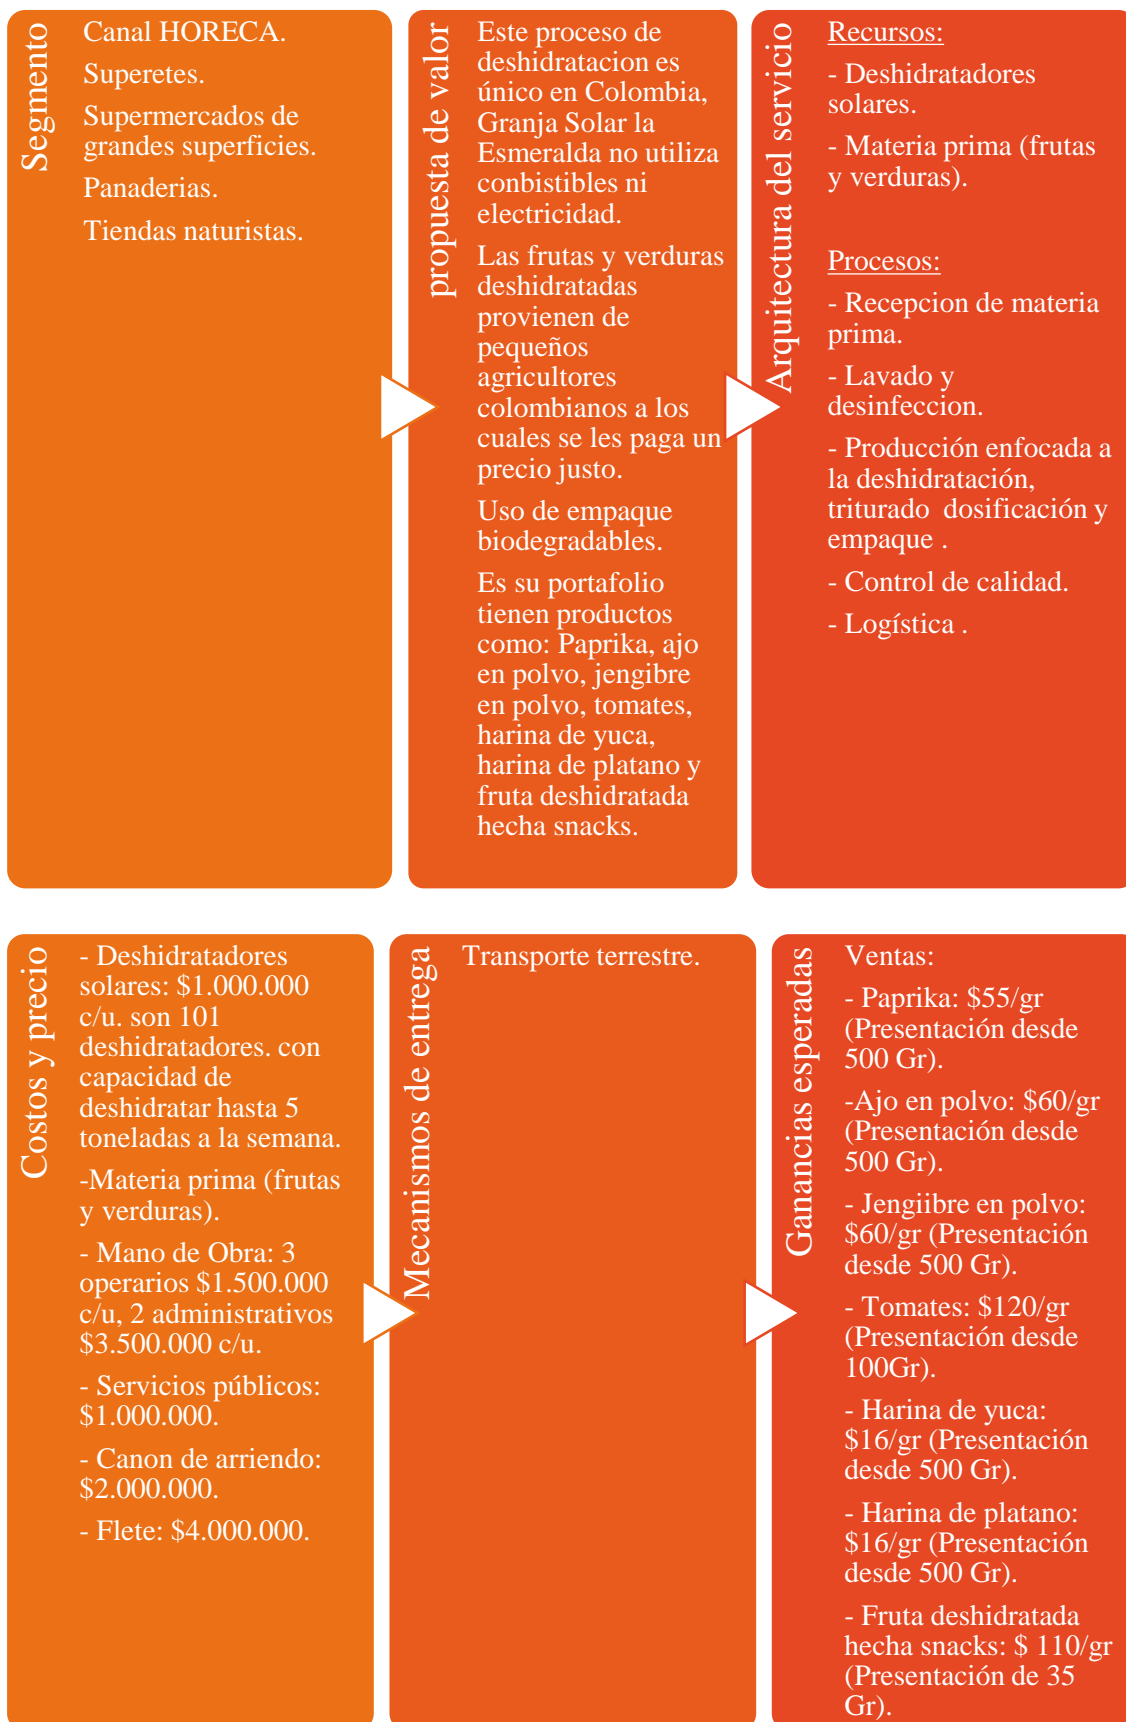 Segmento
Canal HORECA.
Superetes.
Supermercados de
grandes superficies.
Panaderias.
Tiendas naturistas.
propuesta de valor
Este proceso de
deshidratacion es
único en Colombia,
Granja Solar la
Esmeralda no utiliza
conbistibles ni
electricidad.
Las frutas y verduras
deshidratadas
provienen de
pequeños
agricultores
colombianos a los
cuales se les paga un
precio justo.
Uso de empaque
biodegradables.
Es su portafolio
tienen productos
como: Paprika, ajo
en polvo, jengibre
en polvo, tomates,
harina de yuca,
harina de platano y
fruta deshidratada
hecha snacks.
Arquitectura del servicio
Recursos:
- Deshidratadores
solares.
- Materia prima (frutas
y verduras).
Procesos:
- Recepcion de materia
prima.
- Lavado y
desinfeccion.
- Producción enfocada a
la deshidratación,
triturado  dosificación y
empaque .
- Control de calidad.
- Logística .
Costos y precio
- Deshidratadores
solares: $1.000.000
c/u. son 101
deshidratadores. con
capacidad de
deshidratar hasta 5
toneladas a la semana.
-Materia prima (frutas
y verduras).
- Mano de Obra: 3
operarios $1.500.000
c/u, 2 administrativos
$3.500.000 c/u.
- Servicios públicos:
$1.000.000.
- Canon de arriendo:
$2.000.000.
- Flete: $4.000.000.
Mecanismos de entrega
Transporte terrestre.
Ganancias esperadas
Ventas:
- Paprika: $55/gr
(Presentación desde
500 Gr).
-Ajo en polvo: $60/gr
(Presentación desde
500 Gr).
- Jengiibre en polvo:
$60/gr (Presentación
desde 500 Gr).
- Tomates: $120/gr
(Presentación desde
100Gr).
- Harina de yuca:
$16/gr (Presentación
desde 500 Gr).
- Harina de platano:
$16/gr (Presentación
desde 500 Gr).
- Fruta deshidratada
hecha snacks: $ 110/gr
(Presentación de 35
Gr).